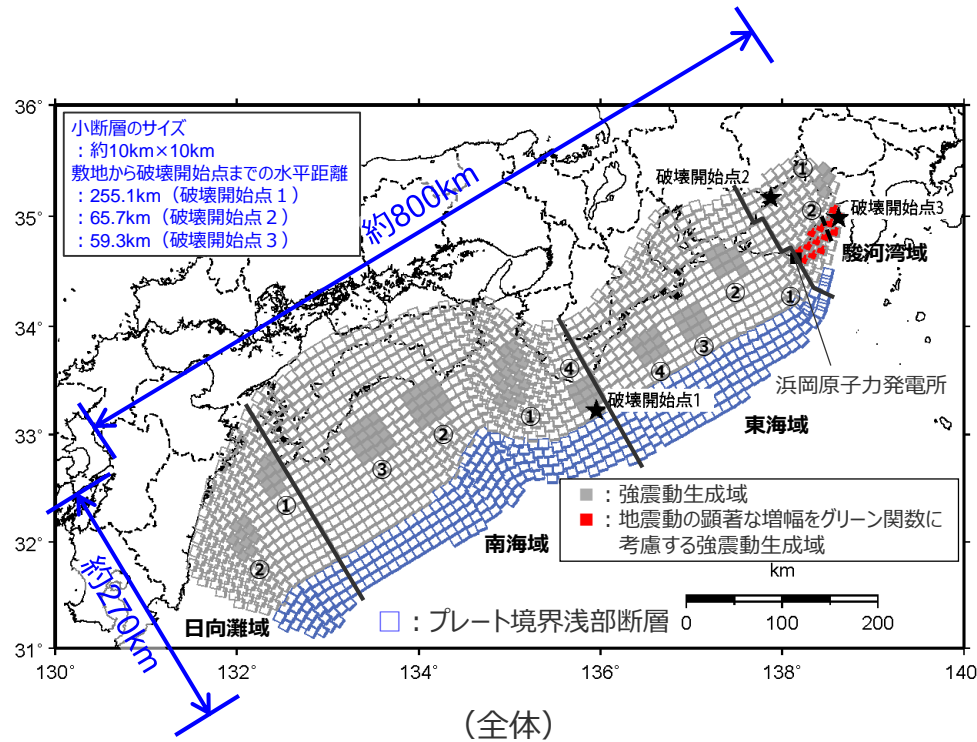 小断層のサイズ
：約10km×10km
敷地から破壊開始点までの水平距離
：255.1km（破壊開始点１）
：65.7km（破壊開始点２）
：59.3km（破壊開始点３）
約800km
約270km
36°
35°
34°
33°
32°
31°
破壊開始点2
①
②
破壊開始点3
駿河湾域
②
①
③
④
④
浜岡原子力発電所
破壊開始点1
①
東海域
②
③
①
②
■：強震動生成域
■：地震動の顕著な増幅をグリーン関数に
考慮する強震動生成域
南海域
日向灘域
□：プレート境界浅部断層
km
0 100 200
130 132 134 136 138 140
（全体）